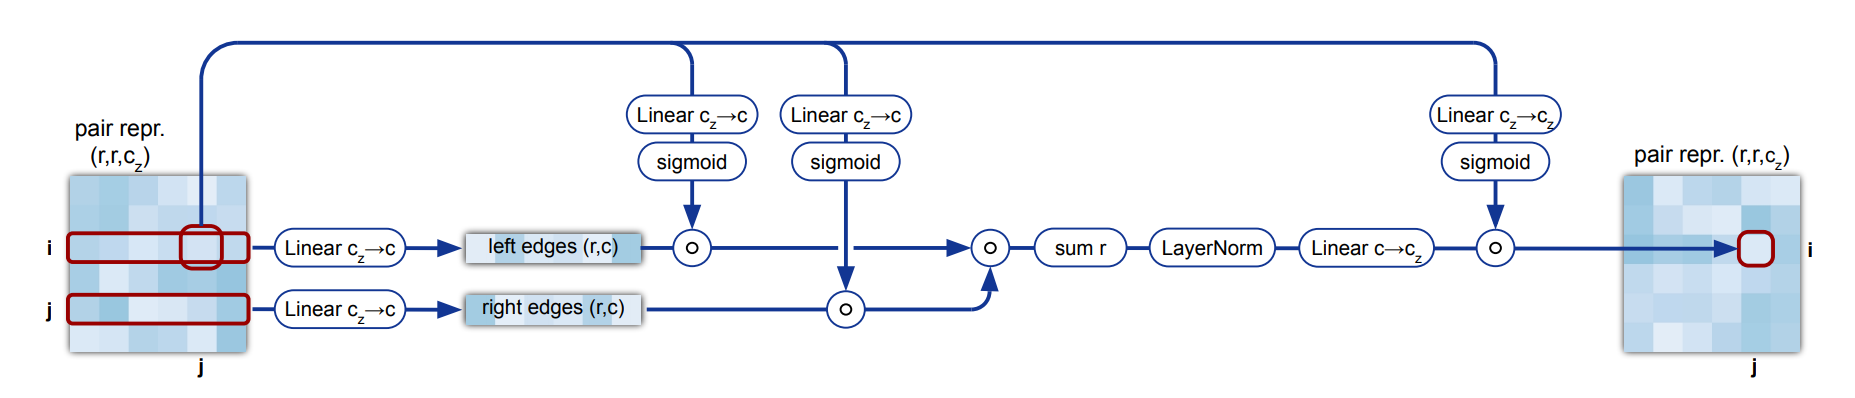 pair repr.
(r,r,c_z)
i
j
j
Linear c_z→c
Linear c_z→c
left edges (r,c)
right edges (r,c)
Linear c_z→c
sigmoid
Linear c_z→c
sigmoid
sum r
LayerNorm
Linear c→c_z
Linear c_z→c_z
sigmoid
pair repr. (r,r,c_z)
i
j